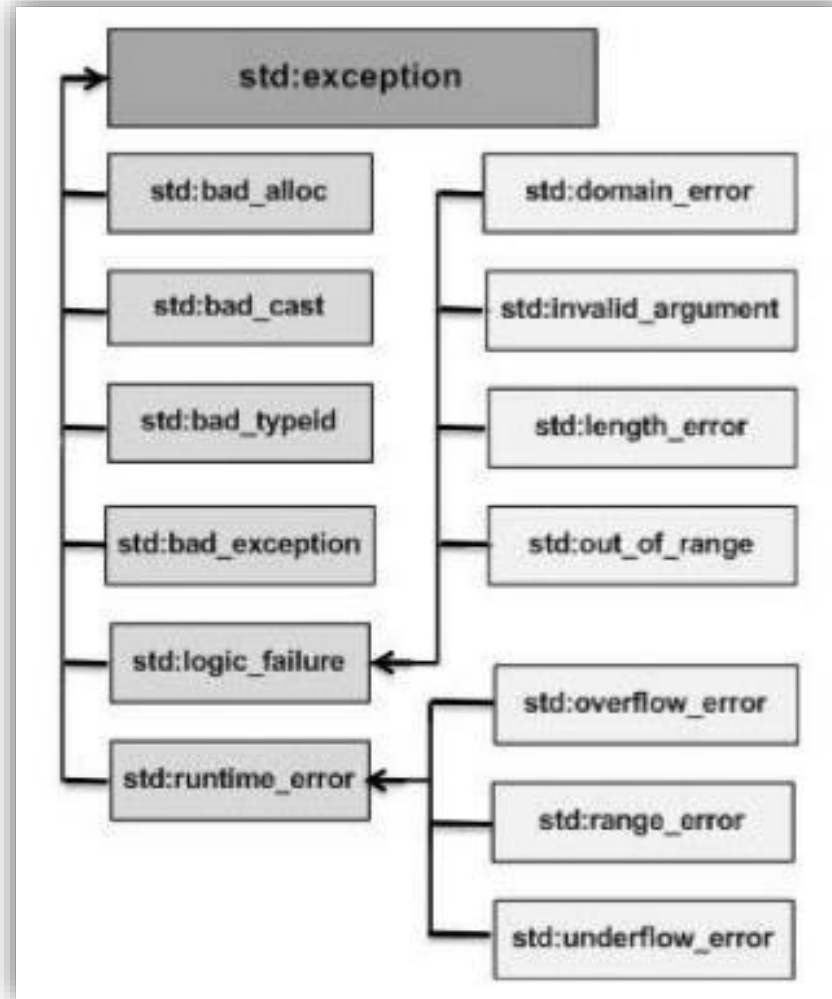 std:exception
std:bad_alloc
std:bad_cast
std:bad_typeid
std:bad_exception
std:logic_failure
std:runtime_error
std:domain_error
std:invalid_argument
std:length_error
std:out_of_range
std:overflow_error
std:range_error
std:underflow_error